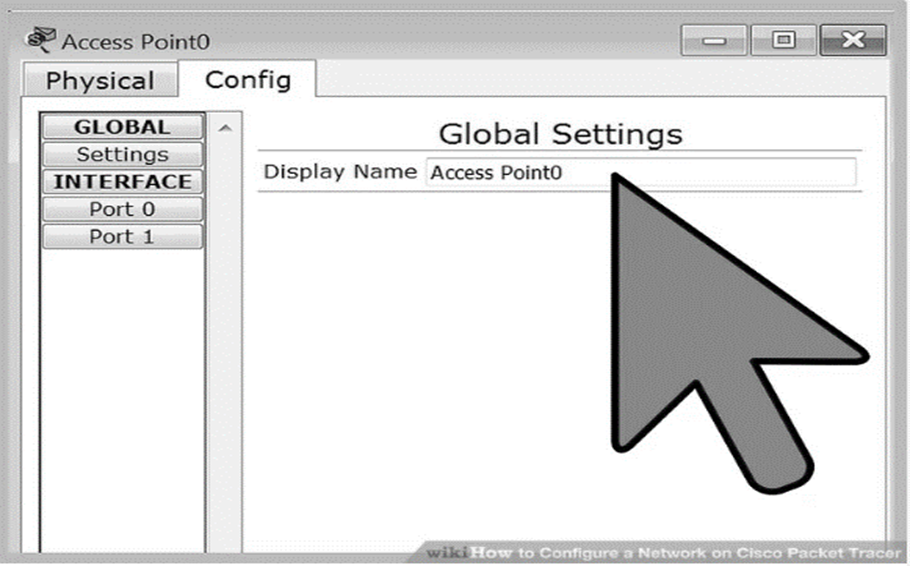 Access Point0
Physical Config
GLOBAL
Settings
INTERFACE
Port 0
Port 1
Global Settings
Display Name Access Point0
wikiHow to Configure a Network on Cisco Packet Tracer